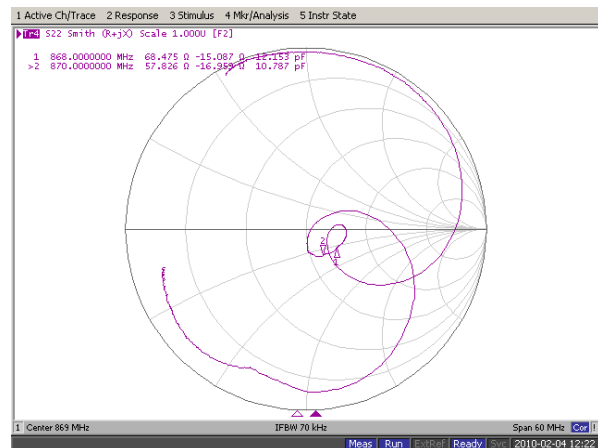 1 Active Ch/Trace 2 Response 3 Stimulus 4 Mkr/Analysis 5 Instr State
Tr4 S22 Smith (R+jX) Scale 1.000U [F2]
1 868.0000000 MHz 68.475 Ω -15.087 Ω 12.153 pF
>2 870.0000000 MHz 57.826 Ω -16.959 Ω 10.787 pF
2
1
1 Center 869 MHz IFBW 70 kHz Span 60 MHz Cor !
Meas Run ExtRef Ready Svc 2010-02-04 12:22